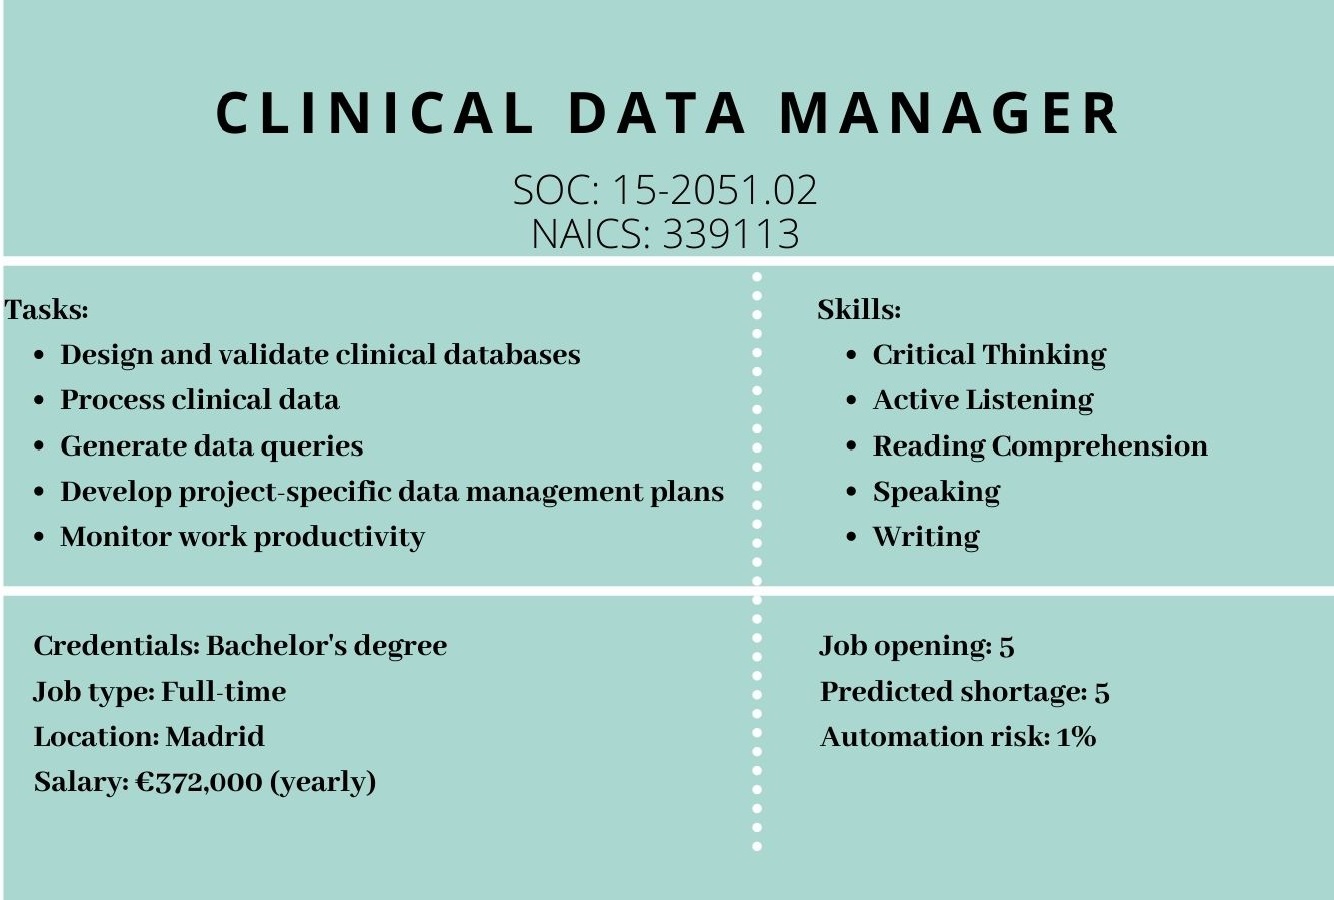 CLINICAL DATA MANAGER
SOC: 15-2051.02
NAICS: 339113
Tasks:
• Design and validate clinical databases
• Process clinical data
• Generate data queries
• Develop project-specific data management plans
• Monitor work productivity
Skills:
• Critical Thinking
• Active Listening
• Reading Comprehension
• Speaking
• Writing
Credentials: Bachelor's degree
Job type: Full-time
Location: Madrid
Salary: €372,000 (yearly)
Job opening: 5
Predicted shortage: 5
Automation risk: 1%